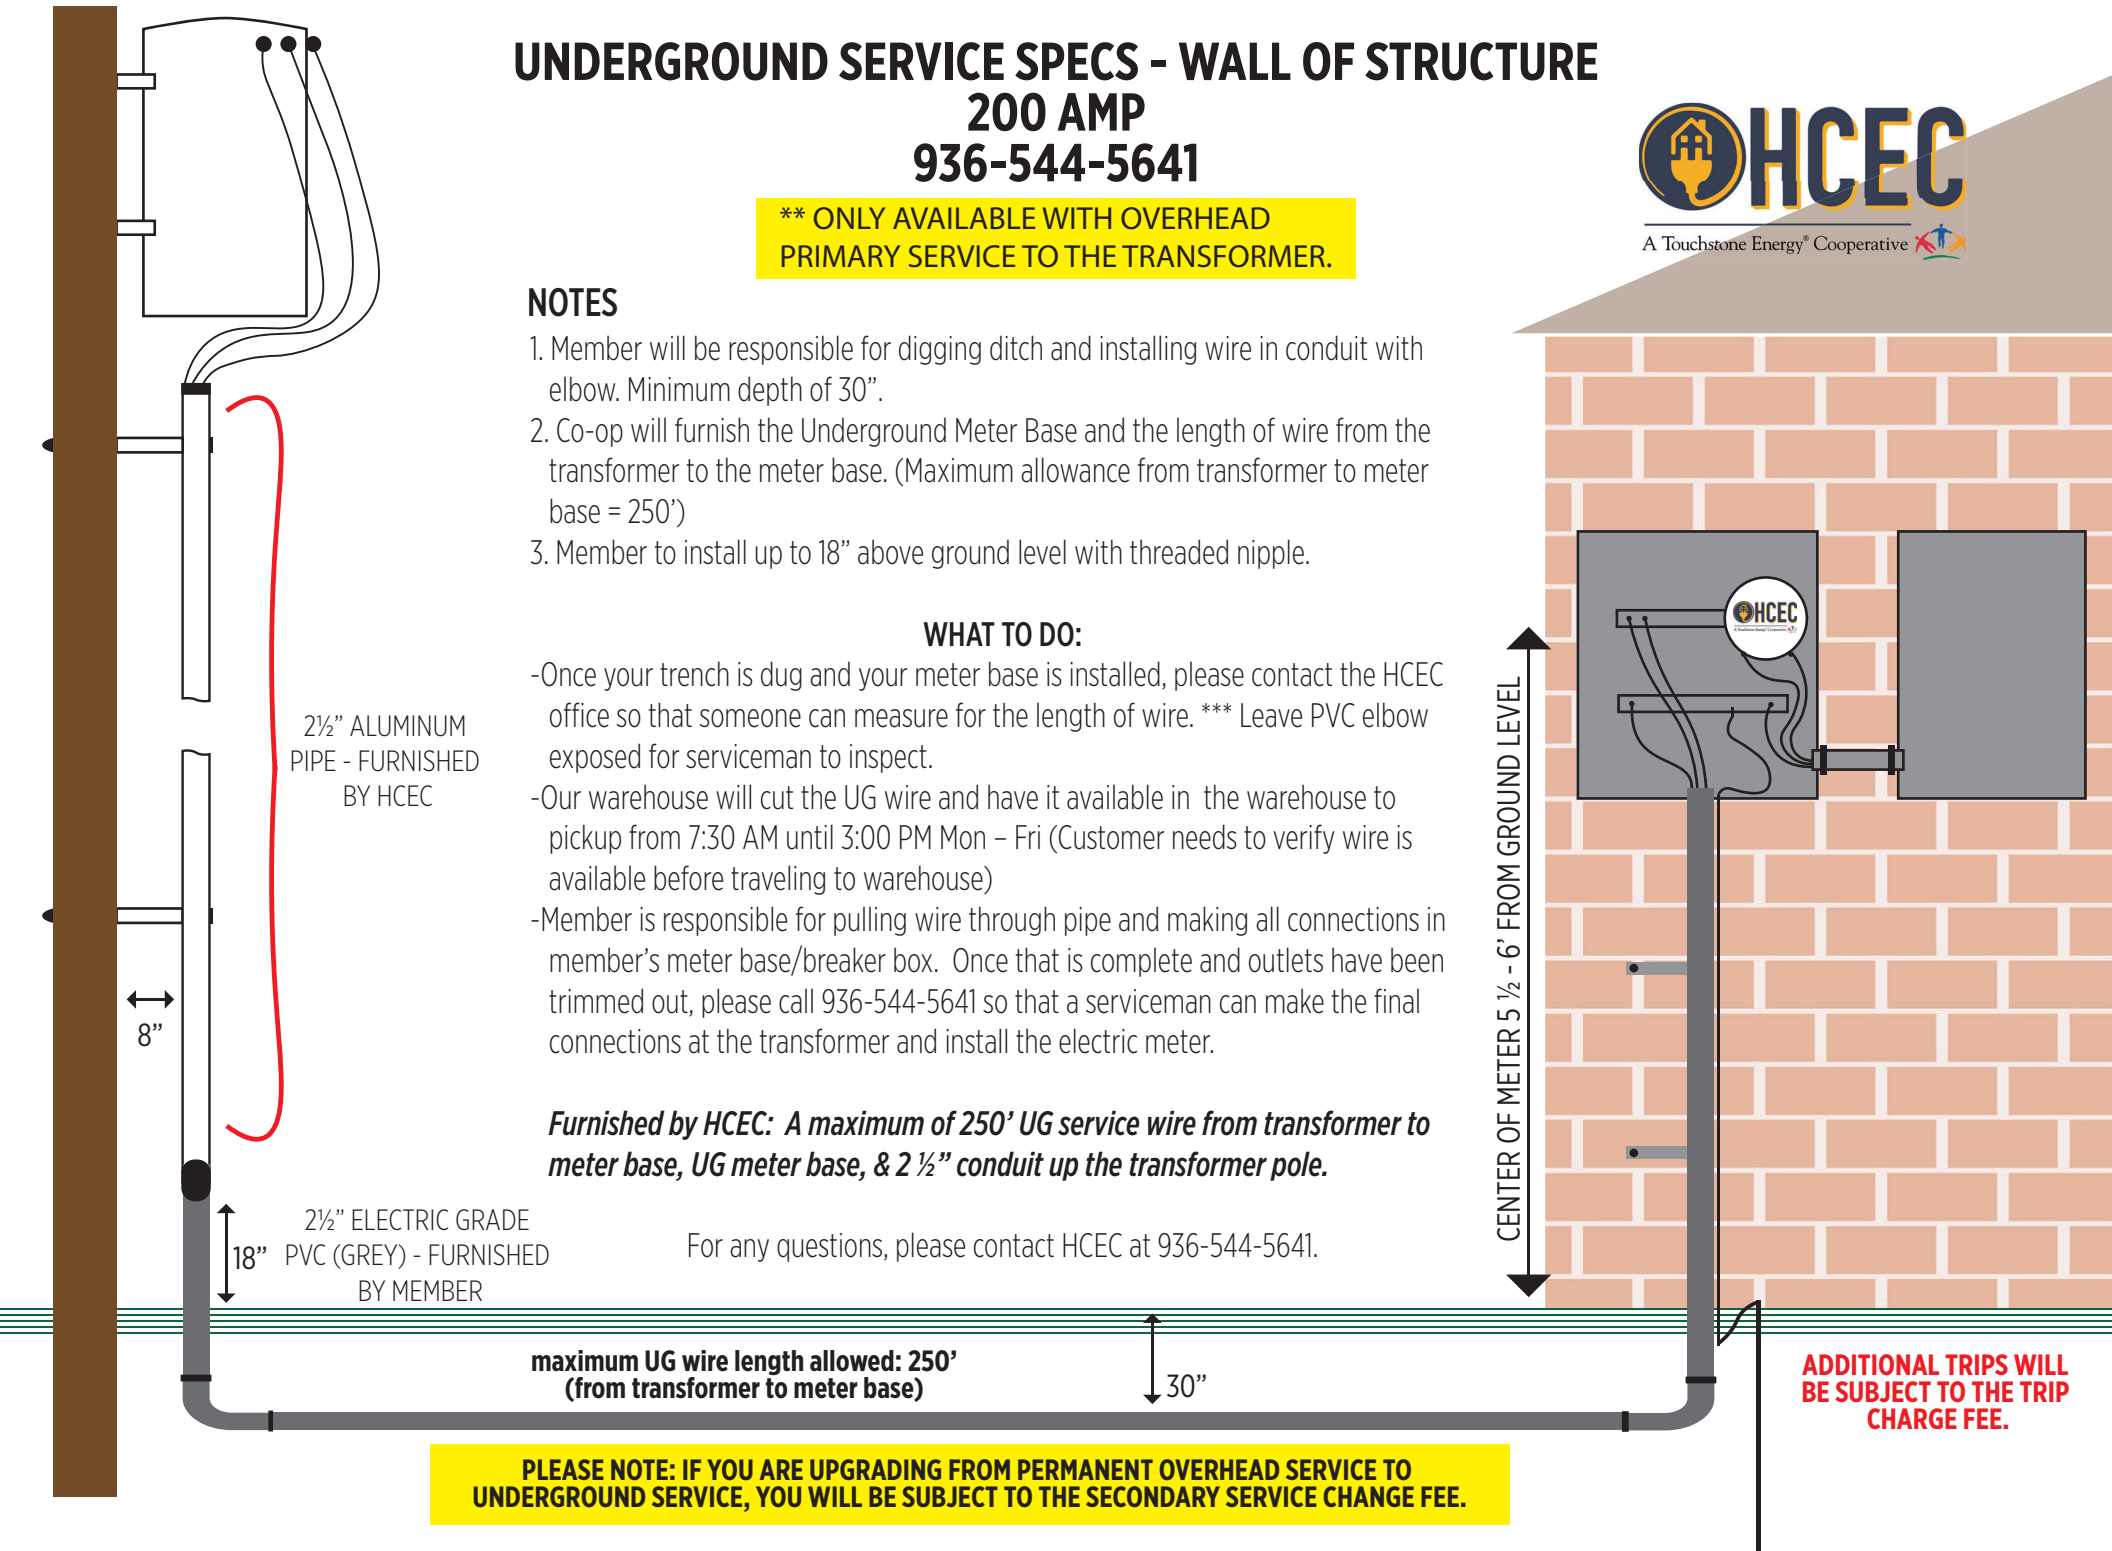 UNDERGROUND SERVICE SPECS - WALL OF STRUCTURE
200 AMP
936-544-5641
** ONLY AVAILABLE WITH OVERHEAD
PRIMARY SERVICE TO THE TRANSFORMER.
HCEC
A Touchstone Energy® Cooperative
NOTES
1. Member will be responsible for digging ditch and installing wire in conduit with
elbow. Minimum depth of 30”.
2. Co-op will furnish the Underground Meter Base and the length of wire from the
transformer to the meter base. (Maximum allowance from transformer to meter
base = 250’)
3. Member to install up to 18” above ground level with threaded nipple.
WHAT TO DO:
-Once your trench is dug and your meter base is installed, please contact the HCEC
office so that someone can measure for the length of wire. *** Leave PVC elbow
exposed for serviceman to inspect.
-Our warehouse will cut the UG wire and have it available in the warehouse to
pickup from 7:30 AM until 3:00 PM Mon – Fri (Customer needs to verify wire is
available before traveling to warehouse)
-Member is responsible for pulling wire through pipe and making all connections in
member’s meter base/breaker box. Once that is complete and outlets have been
trimmed out, please call 936-544-5641 so that a serviceman can make the final
connections at the transformer and install the electric meter.
Furnished by HCEC: A maximum of 250’ UG service wire from transformer to
meter base, UG meter base, & 2 ½” conduit up the transformer pole.
For any questions, please contact HCEC at 936-544-5641.
2½” ALUMINUM
PIPE - FURNISHED
BY HCEC
8”
18”
2½” ELECTRIC GRADE
PVC (GREY) - FURNISHED
BY MEMBER
HCEC
A Touchstone Energy® Cooperative
CENTER OF METER 5 ½ - 6’ FROM GROUND LEVEL
maximum UG wire length allowed: 250’
(from transformer to meter base)
30”
ADDITIONAL TRIPS WILL
BE SUBJECT TO THE TRIP
CHARGE FEE.
PLEASE NOTE: IF YOU ARE UPGRADING FROM PERMANENT OVERHEAD SERVICE TO
UNDERGROUND SERVICE, YOU WILL BE SUBJECT TO THE SECONDARY SERVICE CHANGE FEE.